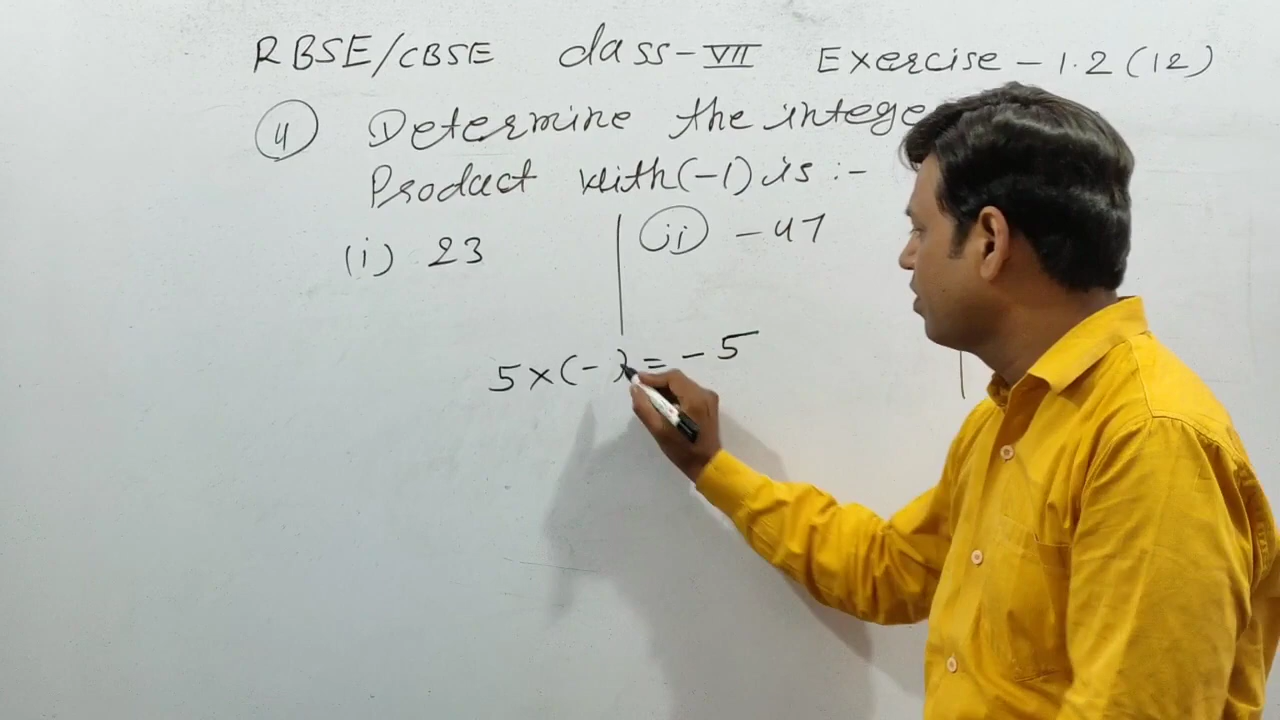 RBSE/CBSE Class-VII Exercise - 1.2 (12)
4 Determine the intege
Product with (-1) is :-
(i) 23
(ii) - 47
5 × (- ) = - 5